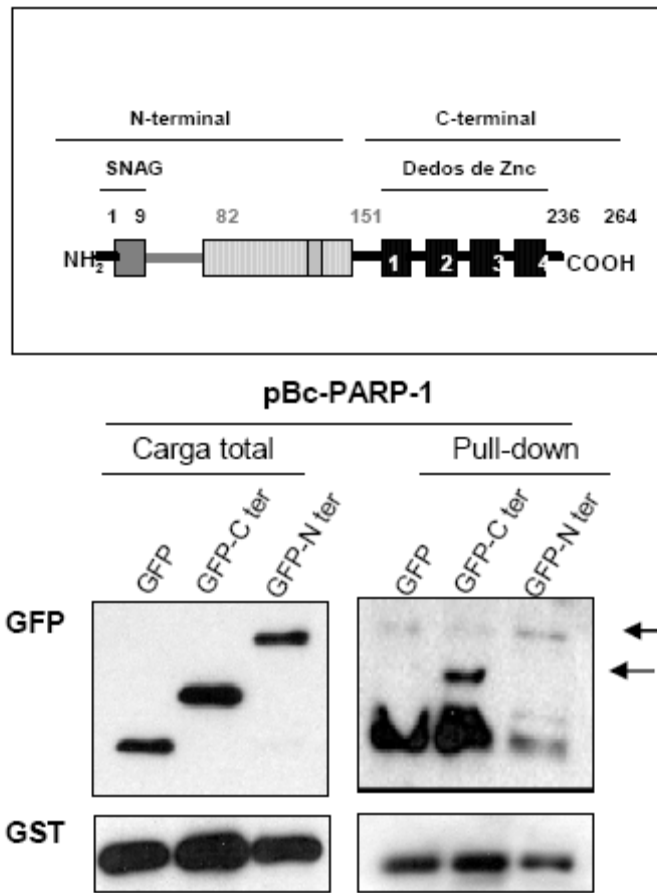 N-terminal C-terminal
SNAG Dedos de Znc
1 9 82 151 236 264
NH2 1 2 3 4 COOH
pBc-PARP-1
Carga total Pull-down
GFP GFP-C ter GFP-N ter GFP GFP-C ter GFP-N ter
GFP
GST